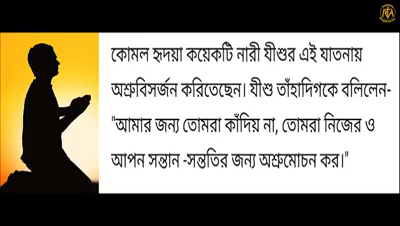 কোমল হৃদয়া কয়েকটি নারী যীশুর এই যাতনায়
অশ্রুবিসর্জন করিতেছেন। যীশু তাঁহাদিগকে বলিলেন-
"আমার জন্য তোমরা কাঁদিয় না, তোমরা নিজের ও
আপন সন্তান -সন্ততির জন্য অশ্রুমোচন কর।"